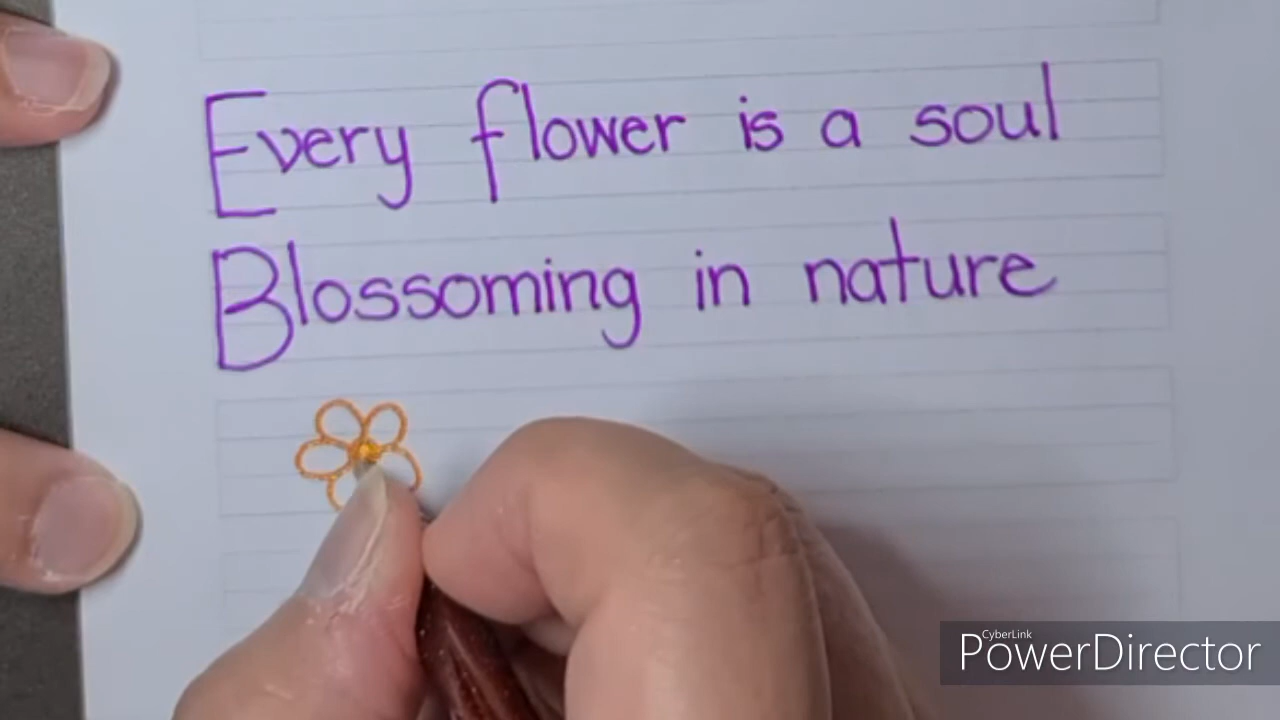 Every flower is a soul
Blossoming in nature
CyberLink
PowerDirector